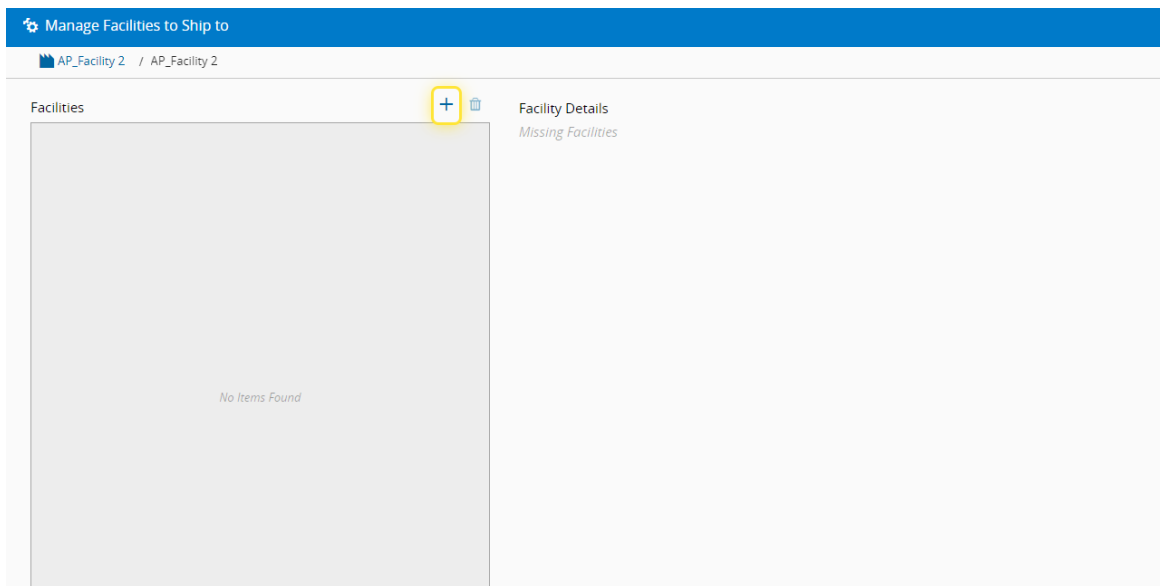 Manage Facilities to Ship to
AP_Facility 2 / AP_Facility 2
Facilities
Facility Details
Missing Facilities
No Items Found